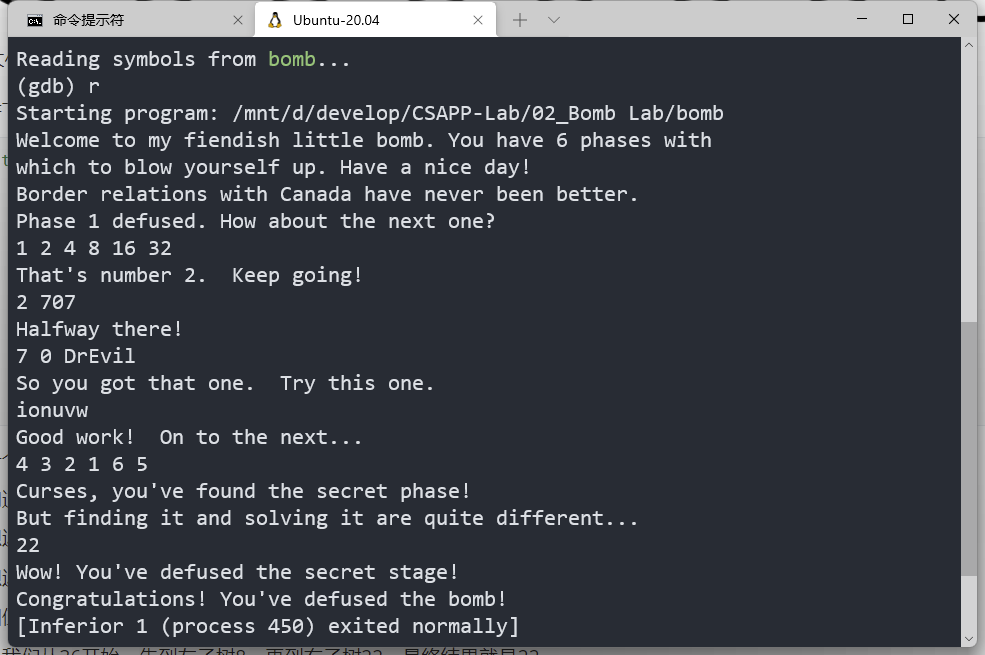 命令提示符
Ubuntu-20.04
Reading symbols from bomb...
(gdb) r
Starting program: /mnt/d/develop/CSAPP-Lab/02_Bomb Lab/bomb
Welcome to my fiendish little bomb. You have 6 phases with
which to blow yourself up. Have a nice day!
Border relations with Canada have never been better.
Phase 1 defused. How about the next one?
1 2 4 8 16 32
That's number 2.  Keep going!
2 707
Halfway there!
7 0 DrEvil
So you got that one.  Try this one.
ionuvw
Good work!  On to the next...
4 3 2 1 6 5
Curses, you've found the secret phase!
But finding it and solving it are quite different...
22
Wow! You've defused the secret stage!
Congratulations! You've defused the bomb!
[Inferior 1 (process 450) exited normally]